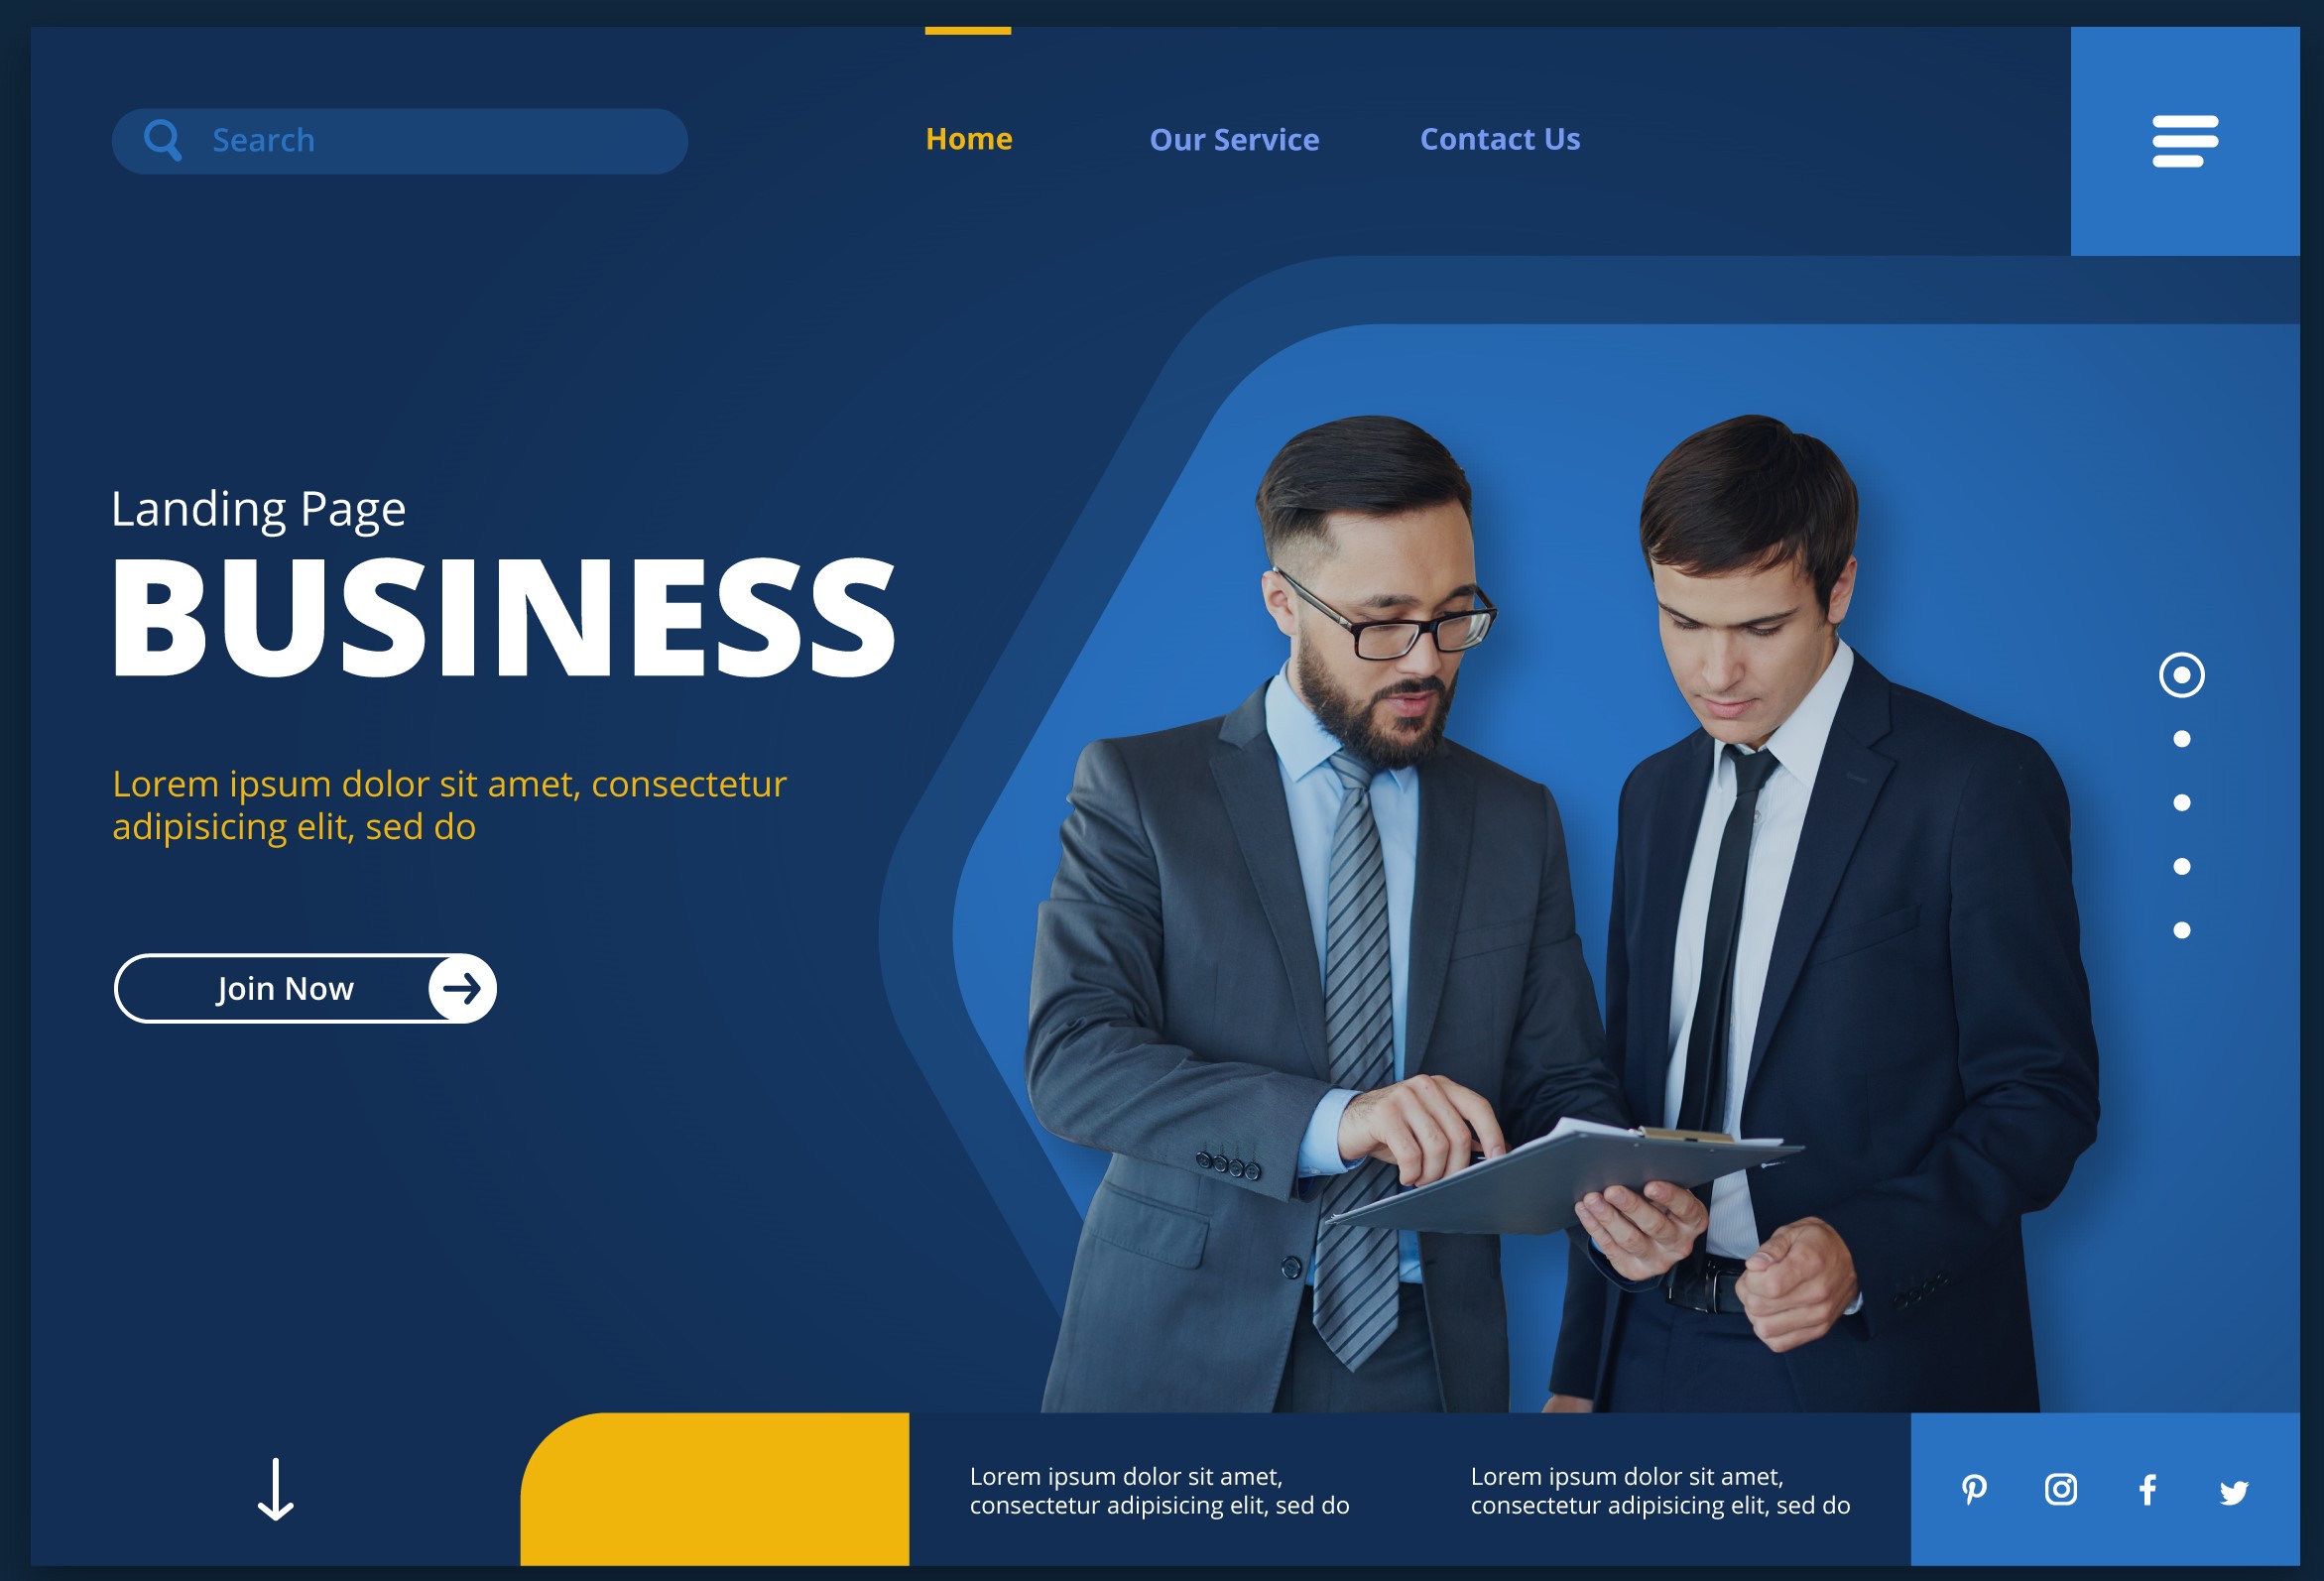 Search
Home
Our Service
Contact Us
Landing Page
BUSINESS
Lorem ipsum dolor sit amet, consectetur
adipisicing elit, sed do
Join Now
Lorem ipsum dolor sit amet,
consectetur adipisicing elit, sed do
Lorem ipsum dolor sit amet,
consectetur adipisicing elit, sed do